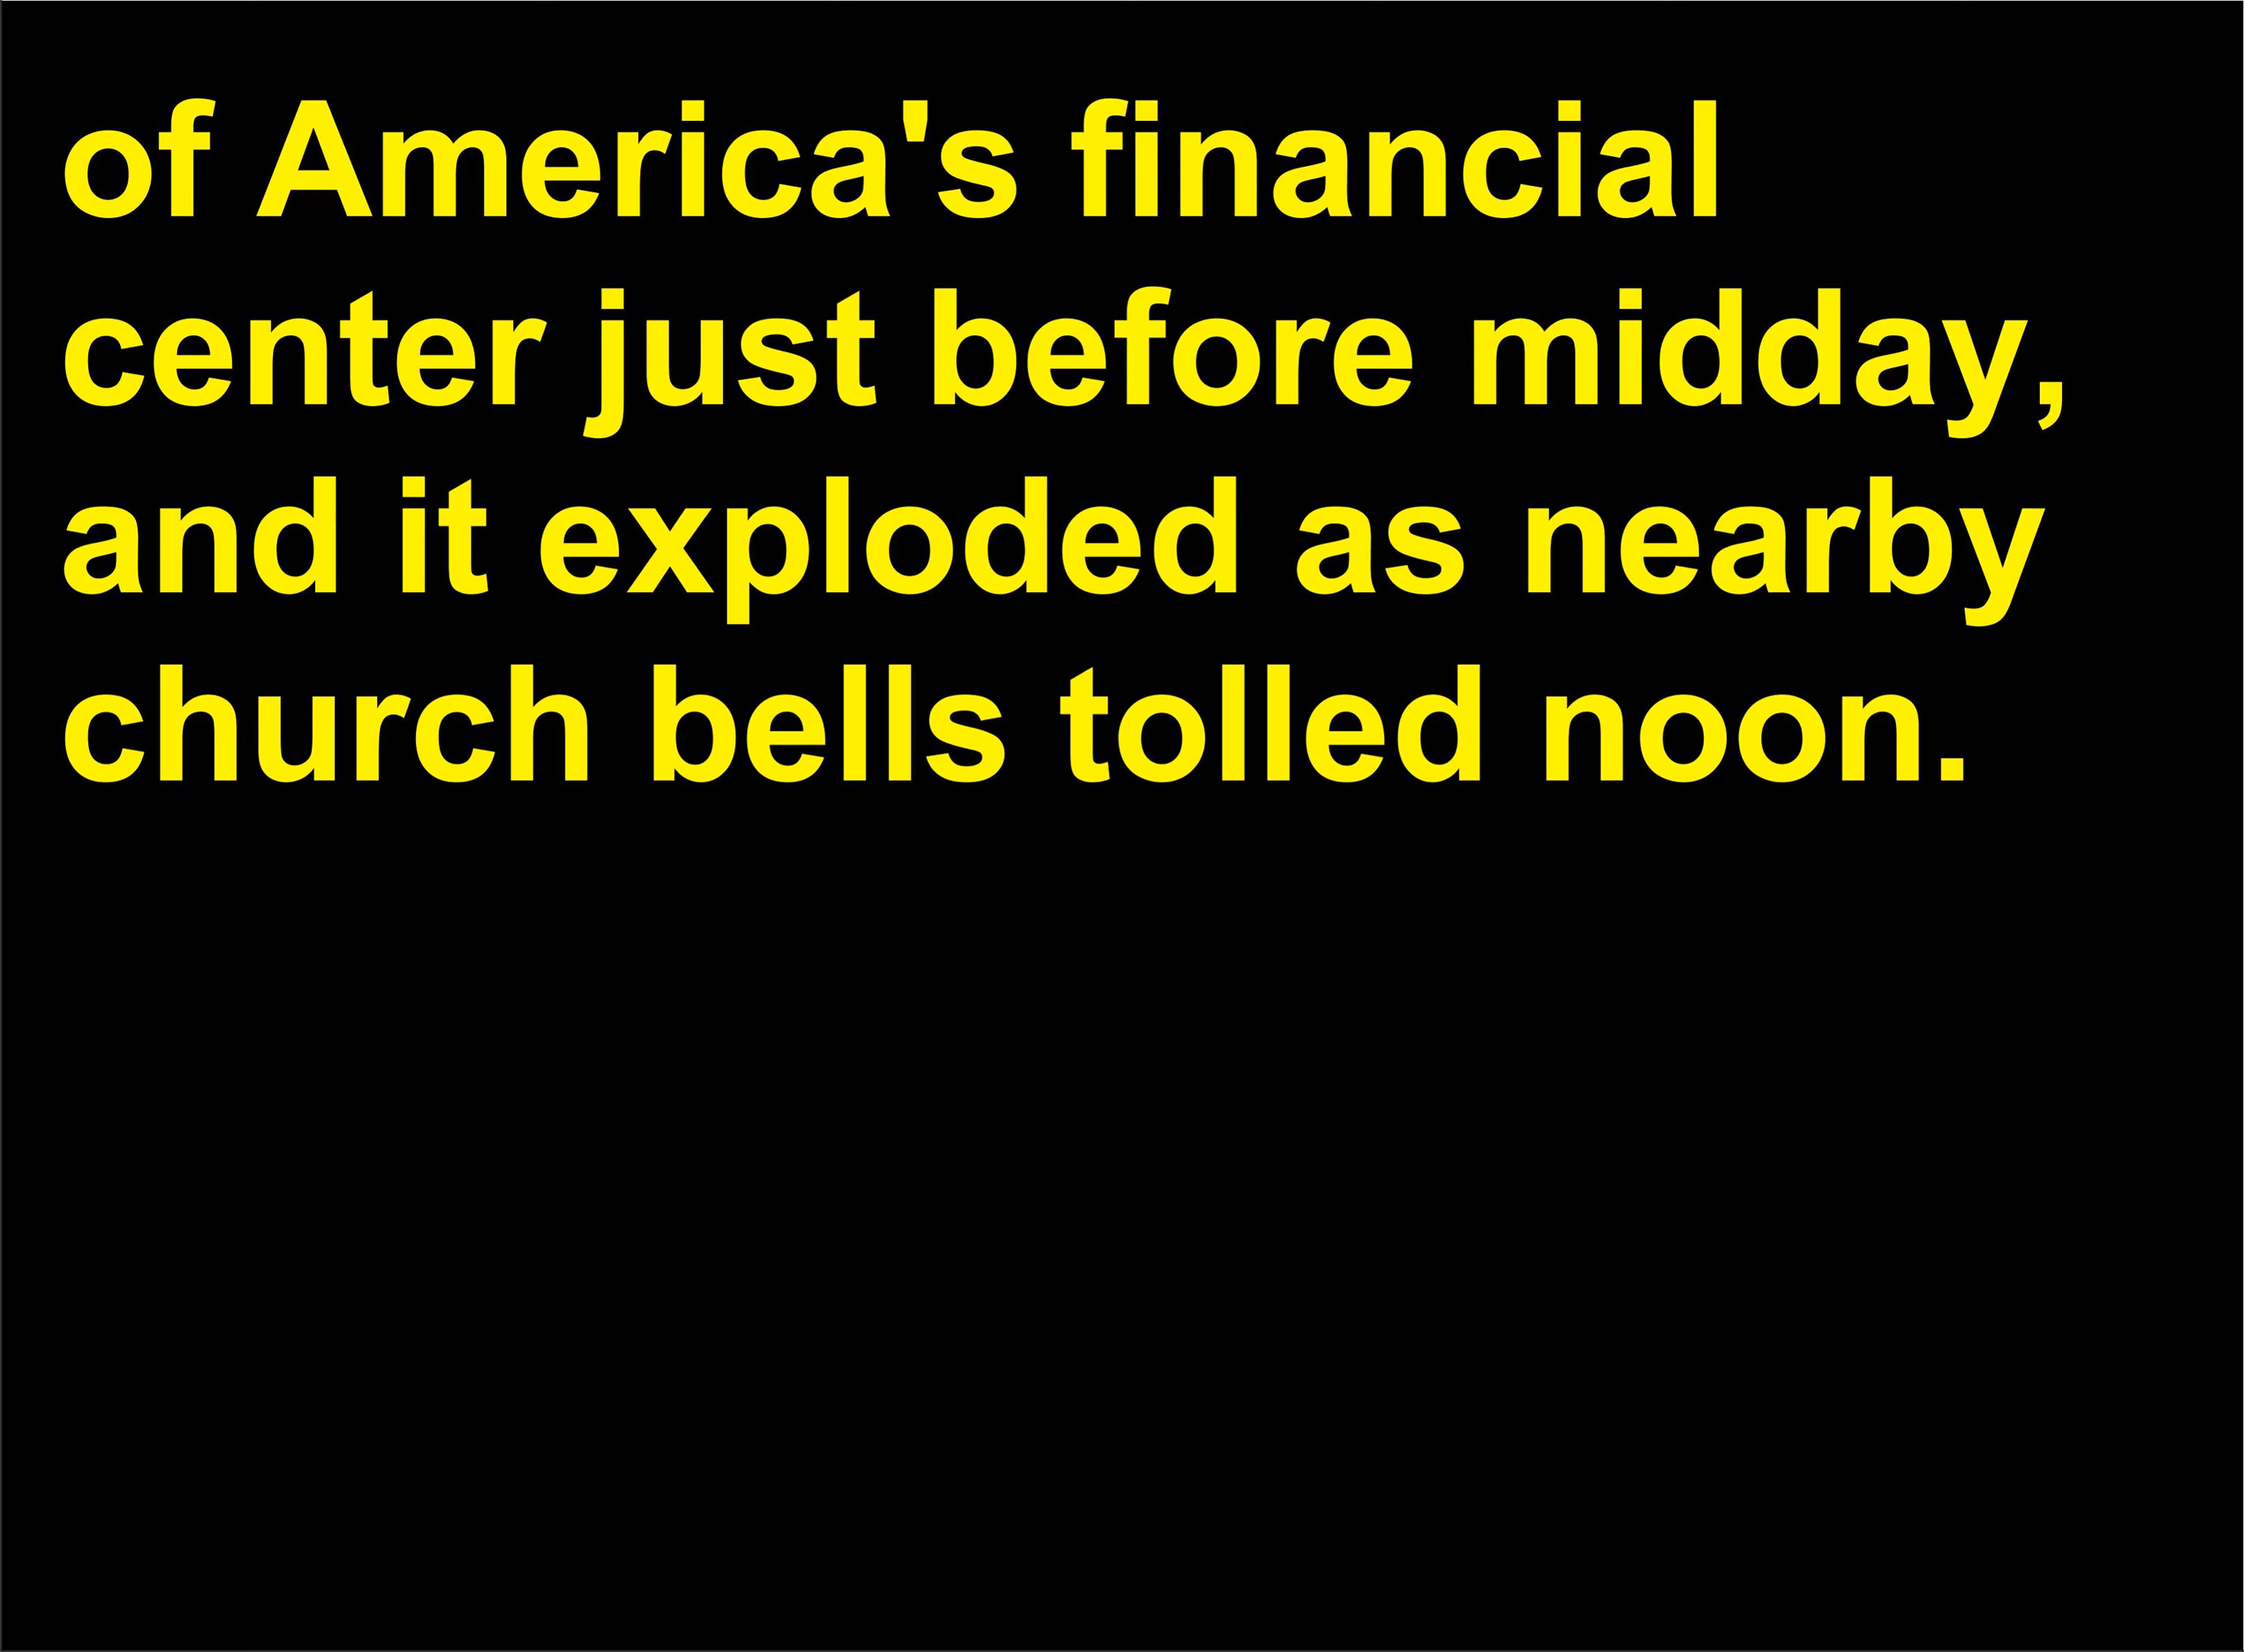 of America's financial
center just before midday,
and it exploded as nearby
church bells tolled noon.